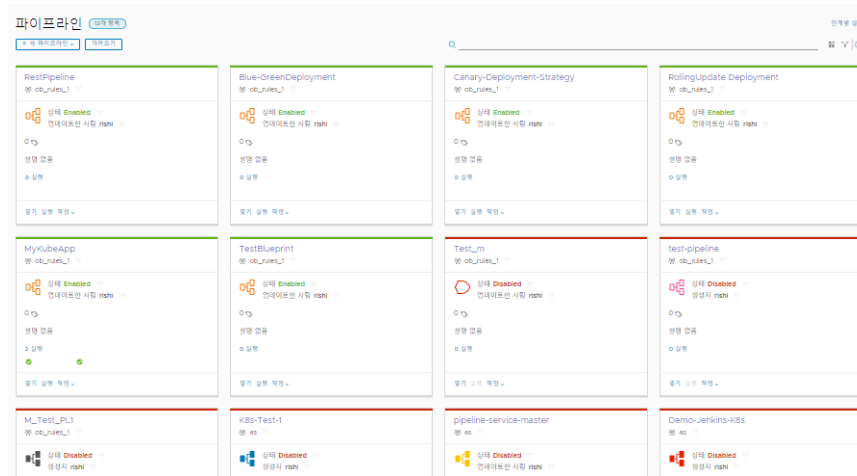 파이프라인 12개 항목
+ 새 파이프라인 가져오기
단계별
RestPipeline
ob_rules_1
상태 Enabled
업데이트한 사람 rishi
0
설명 없음
0 실행
열기 실행 작업
Blue-GreenDeployment
ob_rules_1
상태 Enabled
업데이트한 사람 rishi
0
설명 없음
0 실행
열기 실행 작업
Canary-Deployment-Strategy
ob_rules_1
상태 Enabled
업데이트한 사람 rishi
0
설명 없음
0 실행
열기 실행 작업
RollingUpdate Deployment
ob_rules_1
상태 Enabled
업데이트한 사람 rishi
0
설명 없음
0 실행
열기 실행 작업
MyKubeApp
ob_rules_1
상태 Enabled
업데이트한 사람 rishi
0
설명 없음
2 실행
열기 실행 작업
TestBlueprint
ob_rules_1
상태 Enabled
업데이트한 사람 rishi
0
설명 없음
0 실행
열기 실행 작업
Test_m
ob_rules_1
상태 Disabled
업데이트한 사람 rishi
0
설명 없음
0 실행
열기 실행 작업
test-pipeline
ob_rules_1
상태 Disabled
생성자 rishi
0
설명 없음
0 실행
열기 실행 작업
M_Test_PL1
ob_rules_1
상태 Disabled
생성자 rishi
K8s-Test-1
as
상태 Disabled
생성자 rishi
pipeline-service-master
as
상태 Disabled
업데이트한 사람 rishi
Demo-Jenkins-K8s
as
상태 Disabled
생성자 rishi